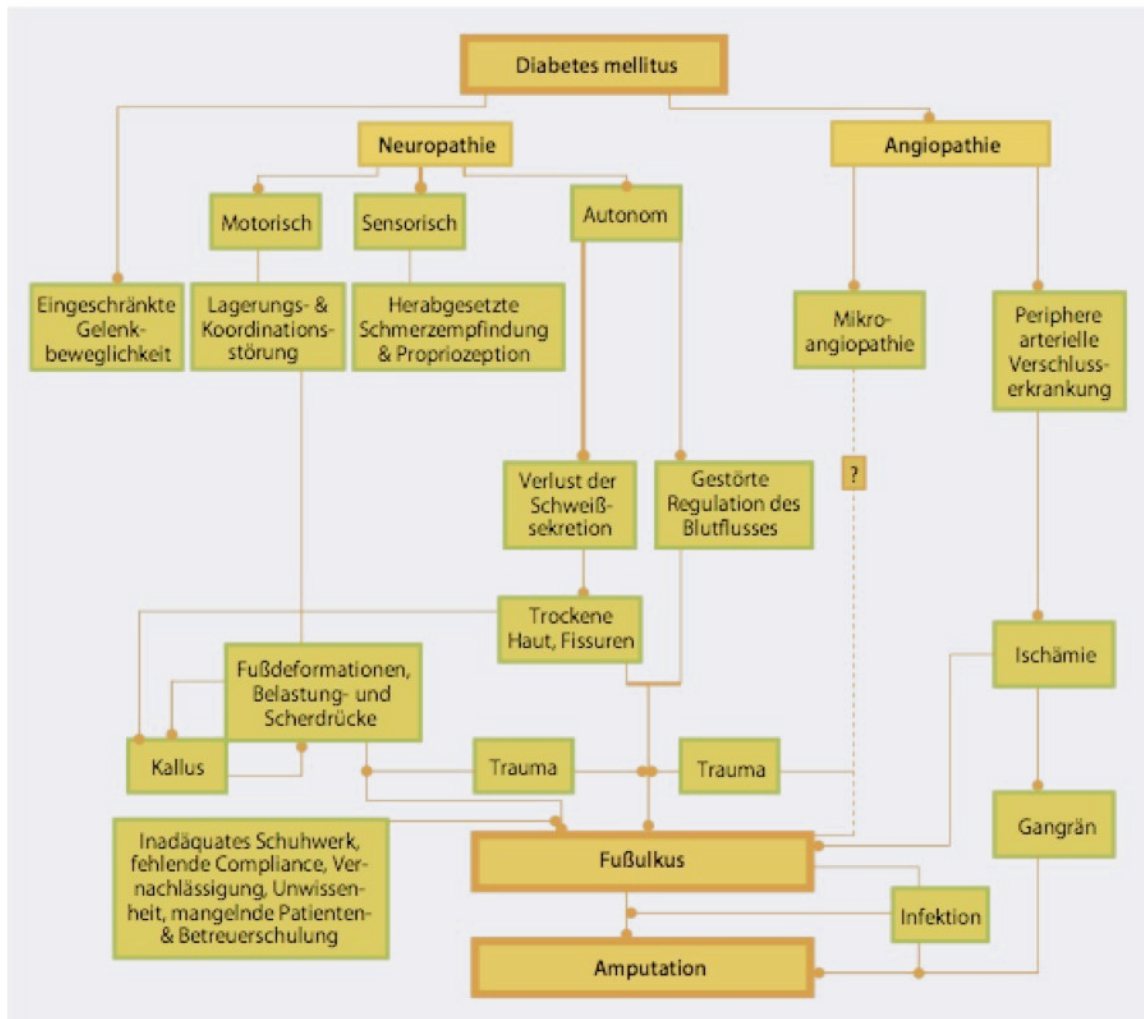 Diabetes mellitus
Neuropathie
Angiopathie
Motorisch
Sensorisch
Autonom
Eingeschränkte
Gelenk-
beweglichkeit
Lagerungs- &
Koordinations-
störung
Herabgesetzte
Schmerzempfindung
& Propriozeption
Mikro-
angiopathie
Periphere
arterielle
Verschluss-
erkrankung
?
Verlust der
Schweiß-
sekretion
Gestörte
Regulation des
Blutflusses
Trockene
Haut, Fissuren
Ischämie
Fußdeformationen,
Belastung- und
Scherdrücke
Kallus
Trauma
Trauma
Gangrän
Inadäquates Schuhwerk,
fehlende Compliance, Ver-
nachlässigung, Unwissen-
heit, mangelnde Patienten-
& Betreuerschulung
Fußulkus
Infektion
Amputation